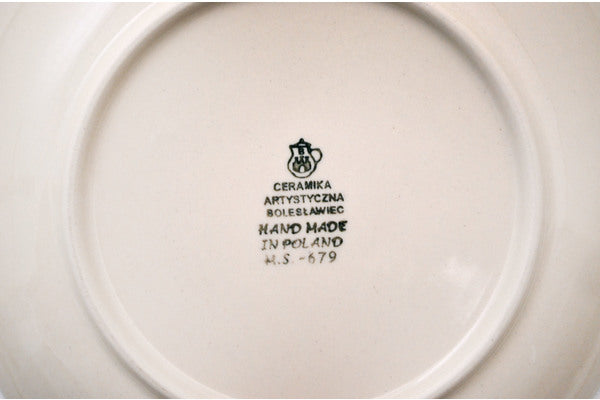 CERAMIKA
ARTYSTYCZNA
BOLESŁAWIEC
HAND MADE
IN POLAND
M.S. -679